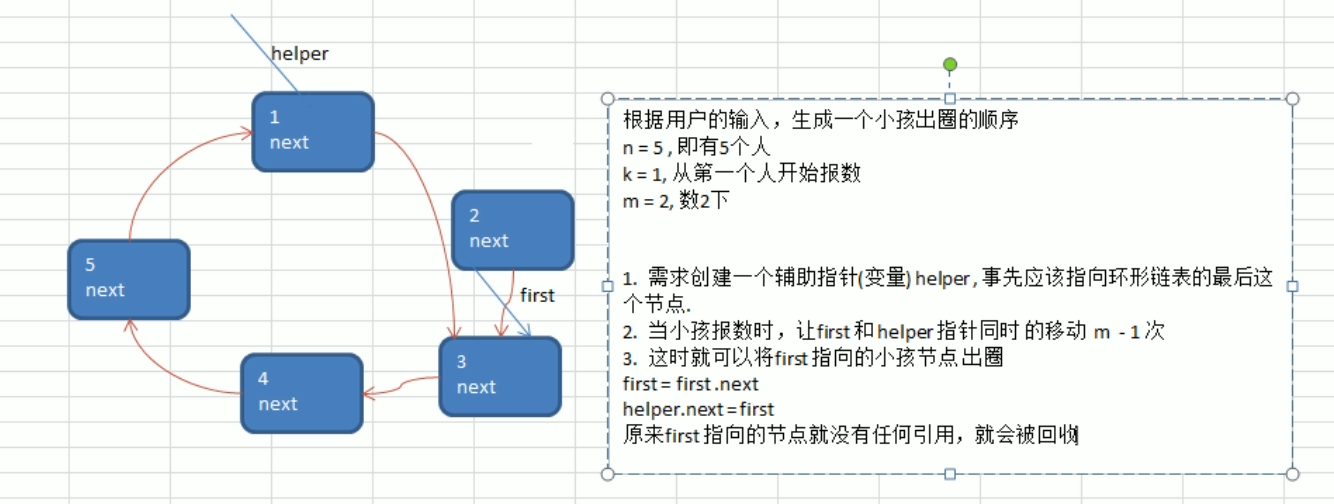 helper
1
next
2
next
first
5
next
3
next
4
next
根据用户的输入，生成一个小孩出圈的顺序
n = 5 , 即有5个人
k = 1, 从第一个人开始报数
m = 2, 数2下
1. 需求创建一个辅助指针(变量) helper , 事先应该指向环形链表的最后这
个节点.
2. 当小孩报数时，让first 和 helper 指针同时 的移动 m - 1 次
3. 这时就可以将first 指向的小孩节点 出圈
first = first .next
helper.next = first
原来first 指向的节点就没有任何引用，就会被回收